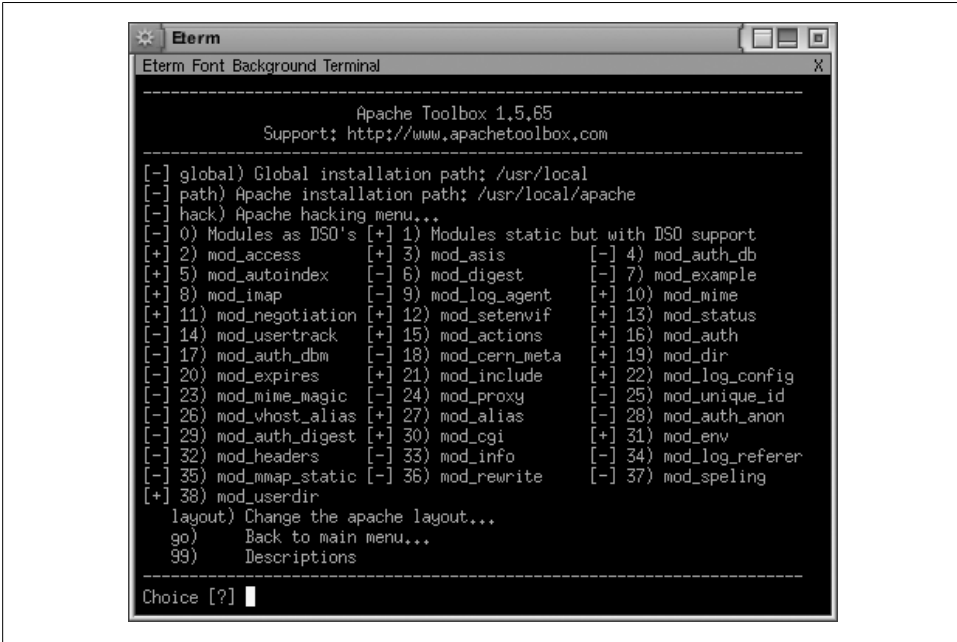 Eterm
Eterm Font Background Terminal X
--------------------------------------------------------------------------------
Apache Toolbox 1.5.65
Support: http://www.apachetoolbox.com
--------------------------------------------------------------------------------
[-] global) Global installation path: /usr/local
[-] path) Apache installation path: /usr/local/apache
[-] hack) Apache hacking menu...
[-] 0) Modules as DSO's [+] 1) Modules static but with DSO support
[+] 2) mod_access [+] 3) mod_asis [-] 4) mod_auth_db
[+] 5) mod_autoindex [-] 6) mod_digest [-] 7) mod_example
[+] 8) mod_imap [-] 9) mod_log_agent [+] 10) mod_mime
[+] 11) mod_negotiation [+] 12) mod_setenvif [+] 13) mod_status
[-] 14) mod_usertrack [+] 15) mod_actions [+] 16) mod_auth
[-] 17) mod_auth_dbm [-] 18) mod_cern_meta [+] 19) mod_dir
[-] 20) mod_expires [+] 21) mod_include [+] 22) mod_log_config
[-] 23) mod_mime_magic [-] 24) mod_proxy [-] 25) mod_unique_id
[-] 26) mod_vhost_alias [+] 27) mod_alias [-] 28) mod_auth_anon
[-] 29) mod_auth_digest [+] 30) mod_cgi [+] 31) mod_env
[-] 32) mod_headers [-] 33) mod_info [-] 34) mod_log_referer
[-] 35) mod_mmap_static [-] 36) mod_rewrite [-] 37) mod_speling
[+] 38) mod_userdir
layout) Change the apache layout...
go) Back to main menu...
99) Descriptions
--------------------------------------------------------------------------------
Choice [?]